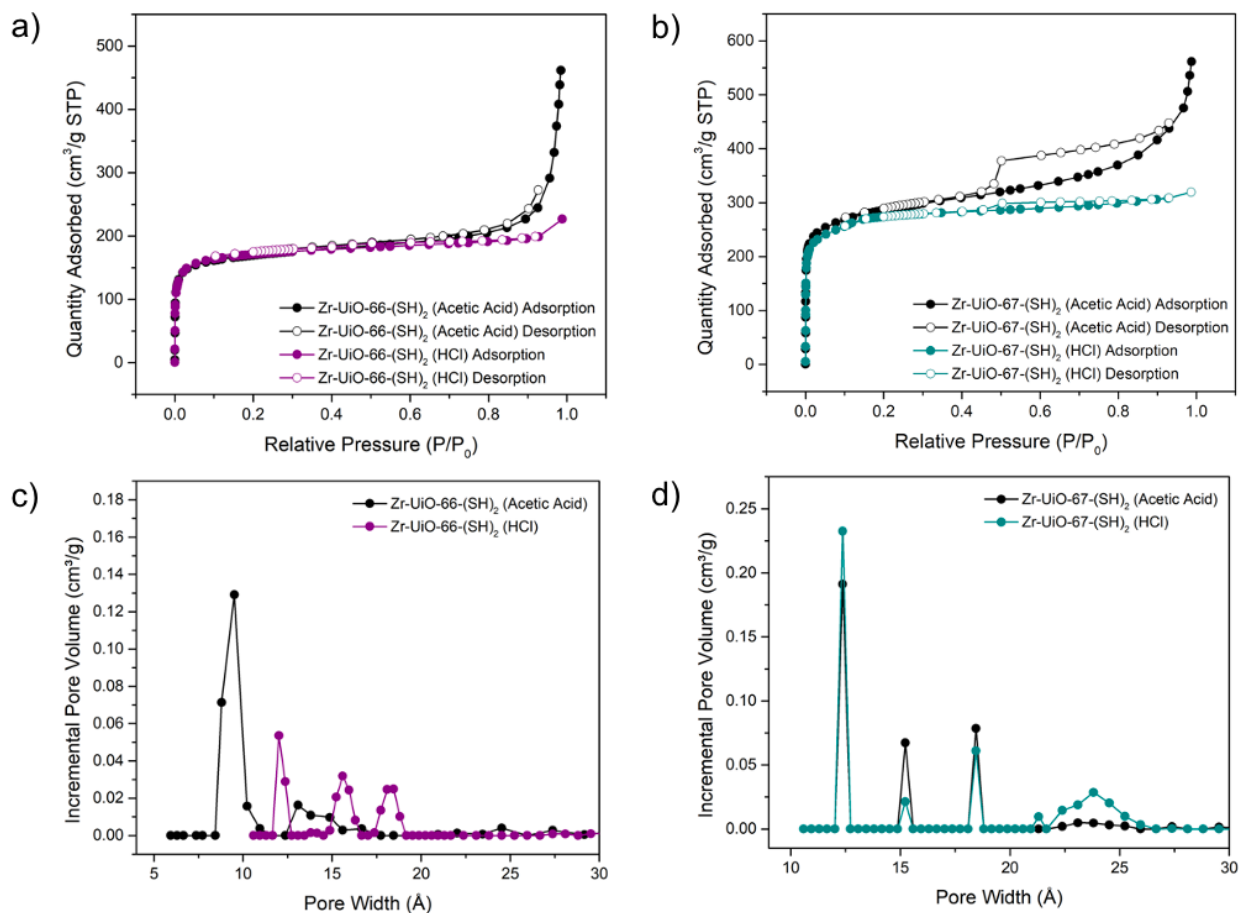 a)
500
400
300
200
100
0
Quantity Adsorbed (cm³/g STP)
Zr-UiO-66-(SH)₂ (Acetic Acid) Adsorption
Zr-UiO-66-(SH)₂ (Acetic Acid) Desorption
Zr-UiO-66-(SH)₂ (HCl) Adsorption
Zr-UiO-66-(SH)₂ (HCl) Desorption
0.0 0.2 0.4 0.6 0.8 1.0
Relative Pressure (P/P₀)
b)
600
500
400
300
200
100
0
Quantity Adsorbed (cm³/g STP)
Zr-UiO-67-(SH)₂ (Acetic Acid) Adsorption
Zr-UiO-67-(SH)₂ (Acetic Acid) Desorption
Zr-UiO-67-(SH)₂ (HCl) Adsorption
Zr-UiO-67-(SH)₂ (HCl) Desorption
0.0 0.2 0.4 0.6 0.8 1.0
Relative Pressure (P/P₀)
c)
0.18
0.16
0.14
0.12
0.10
0.08
0.06
0.04
0.02
0.00
Incremental Pore Volume (cm³/g)
Zr-UiO-66-(SH)₂ (Acetic Acid)
Zr-UiO-66-(SH)₂ (HCl)
5 10 15 20 25 30
Pore Width (Å)
d)
0.25
0.20
0.15
0.10
0.05
0.00
Incremental Pore Volume (cm³/g)
Zr-UiO-67-(SH)₂ (Acetic Acid)
Zr-UiO-67-(SH)₂ (HCl)
10 15 20 25 30
Pore Width (Å)